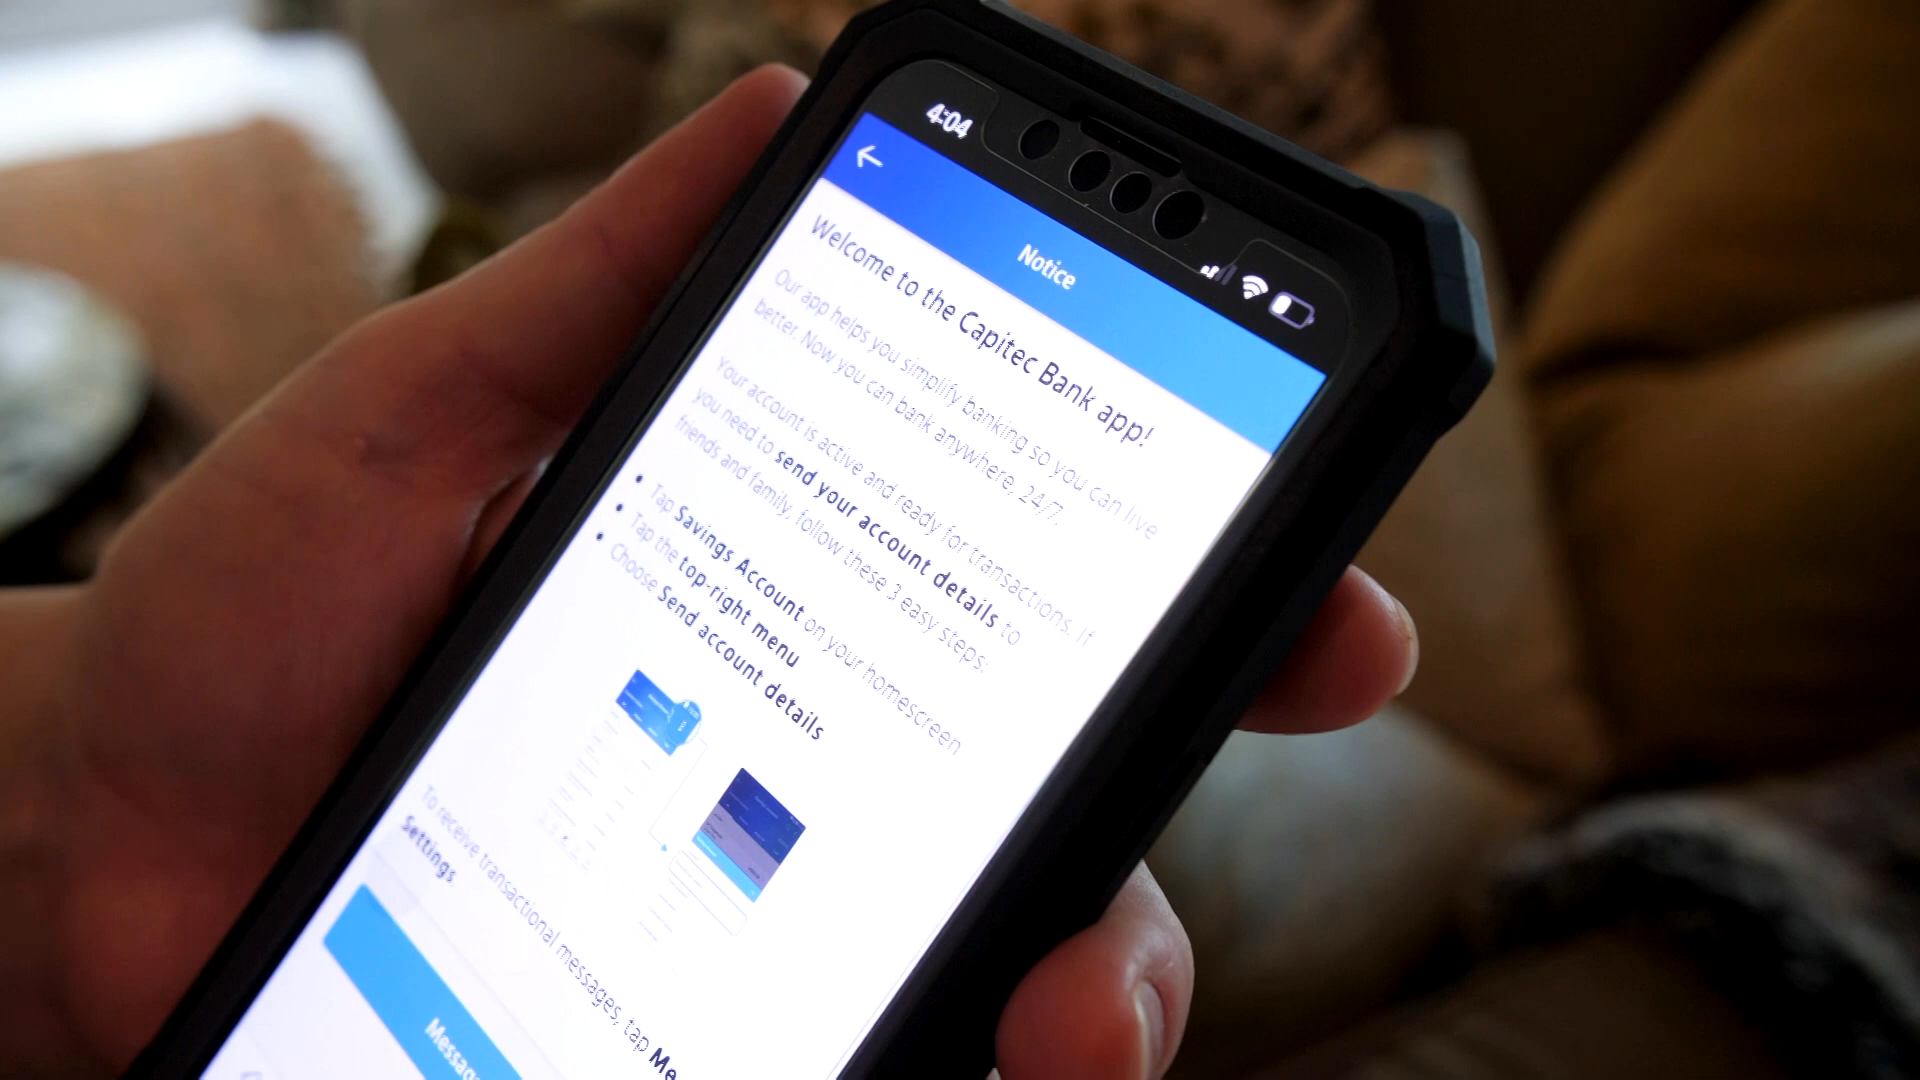 4:04
Notice
Welcome to the Capitec Bank app!
Our app helps you simplify banking so you can live
better. Now you can bank anywhere, 24/7.
Your account is active and ready for transactions. If
you need to send your account details to
friends and family, follow these 3 easy steps:
• Tap Savings Account on your homescreen
• Tap the top-right menu
• Choose Send account details
To receive transactional messages, tap Me
Settings.
Messag